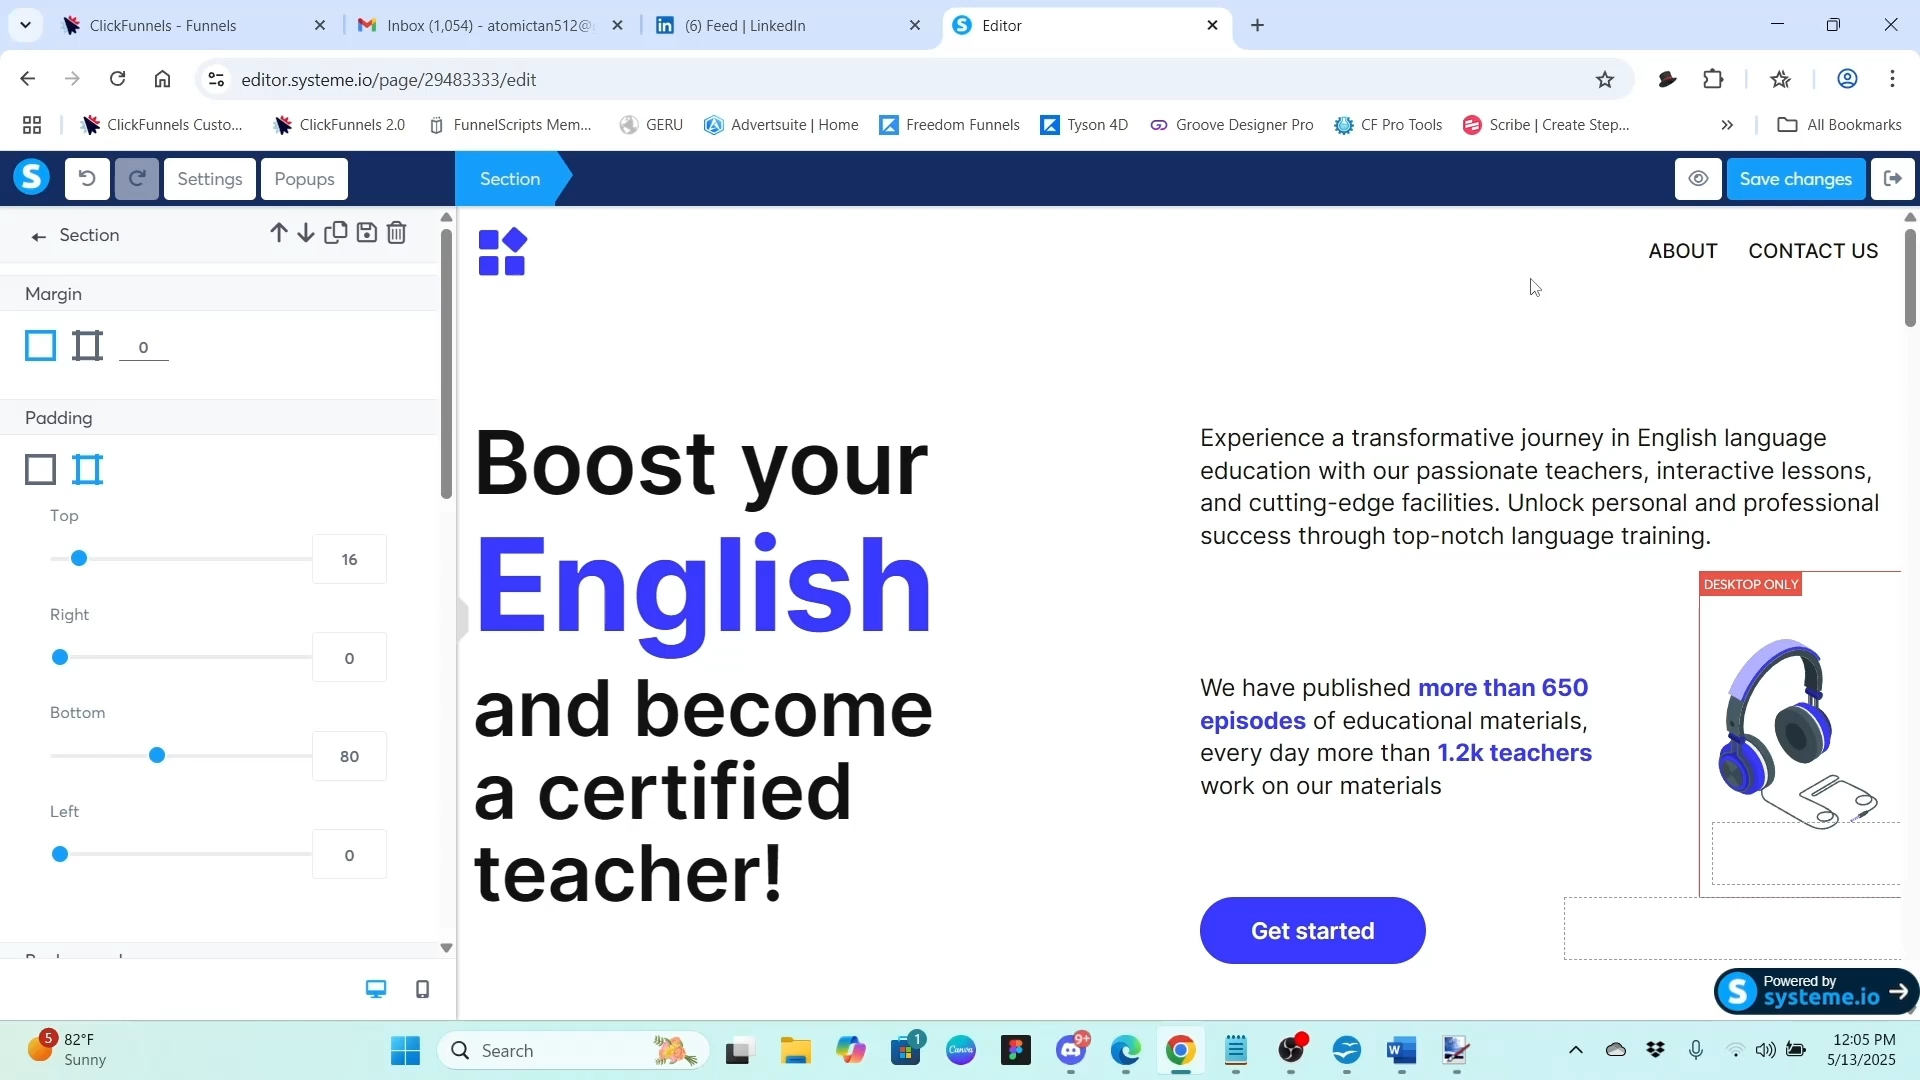 ClickFunnels - Funnels
Inbox (1,054) - atomictan512@
(6) Feed | LinkedIn
Editor
editor.systeme.io/page/29483333/edit
ClickFunnels Custo...
ClickFunnels 2.0
FunnelScripts Mem...
GERU
Advertsuite | Home
Freedom Funnels
Tyson 4D
Groove Designer Pro
CF Pro Tools
Scribe | Create Step...
All Bookmarks
Settings
Popups
Section
Save changes
Section
Margin
0
Padding
Top
16
Right
0
Bottom
80
Left
0
ABOUT
CONTACT US
Boost your
English
and become
a certified
teacher!
Experience a transformative journey in English language
education with our passionate teachers, interactive lessons,
and cutting-edge facilities. Unlock personal and professional
success through top-notch language training.
DESKTOP ONLY
We have published more than 650
episodes of educational materials,
every day more than 1.2k teachers
work on our materials
Get started
Powered by
systeme.io
5
82°F
Sunny
Search
1
Canva
9+
12:05 PM
5/13/2025